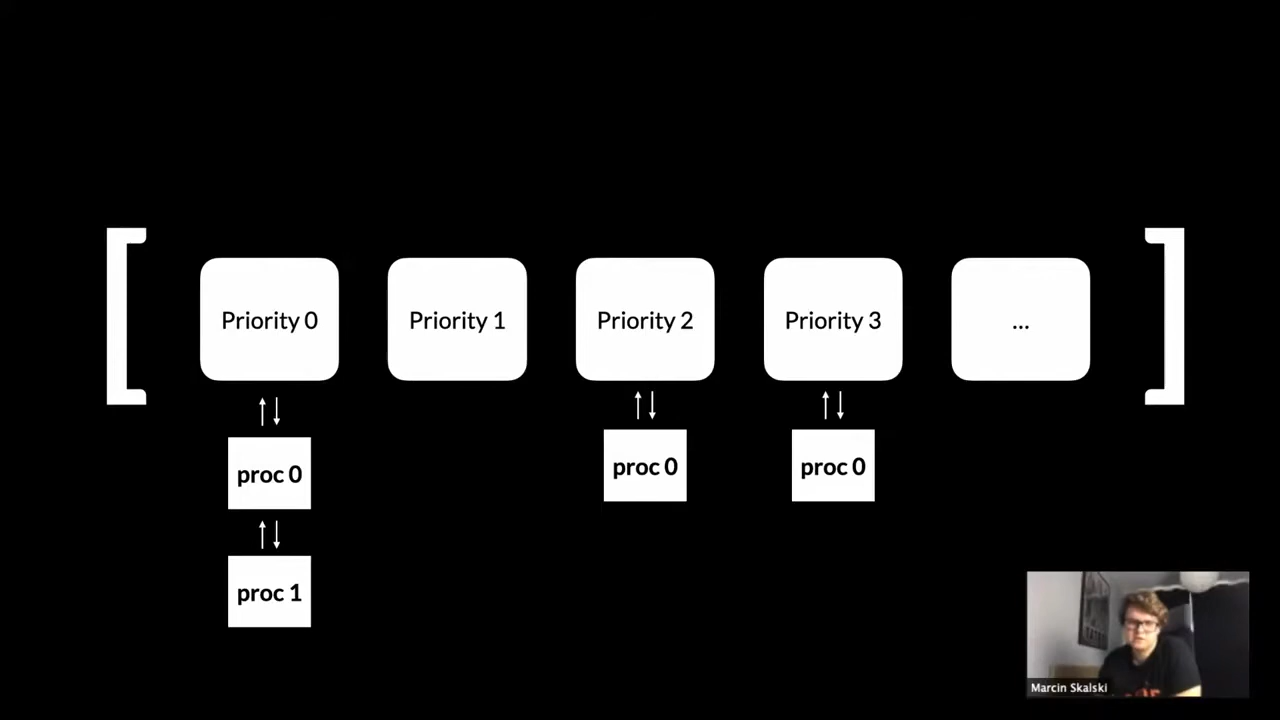 Priority 0
Priority 1
Priority 2
Priority 3
...
proc 0
proc 0
proc 0
proc 1
Marcin Skalski